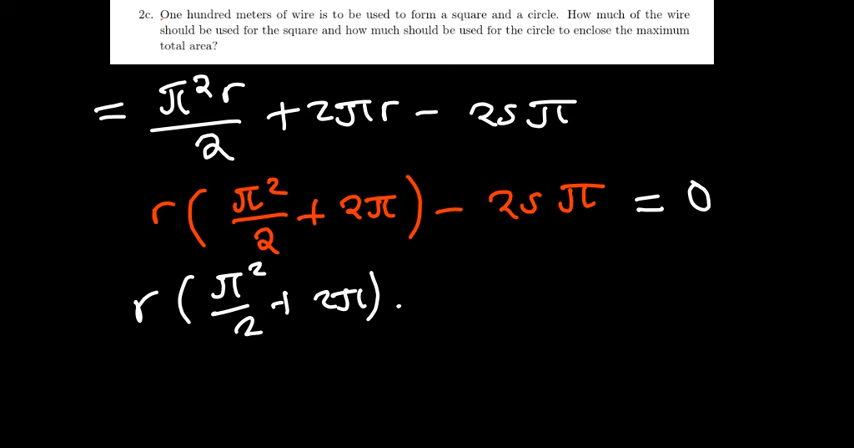 2c. One hundred meters of wire is to be used to form a square and a circle. How much of the wire
should be used for the square and how much should be used for the circle to enclose the maximum
total area?
= π²r/2 + 2πr - 25π
r(π²/2 + 2π) - 25π = 0
r(π²/2 + 2π).